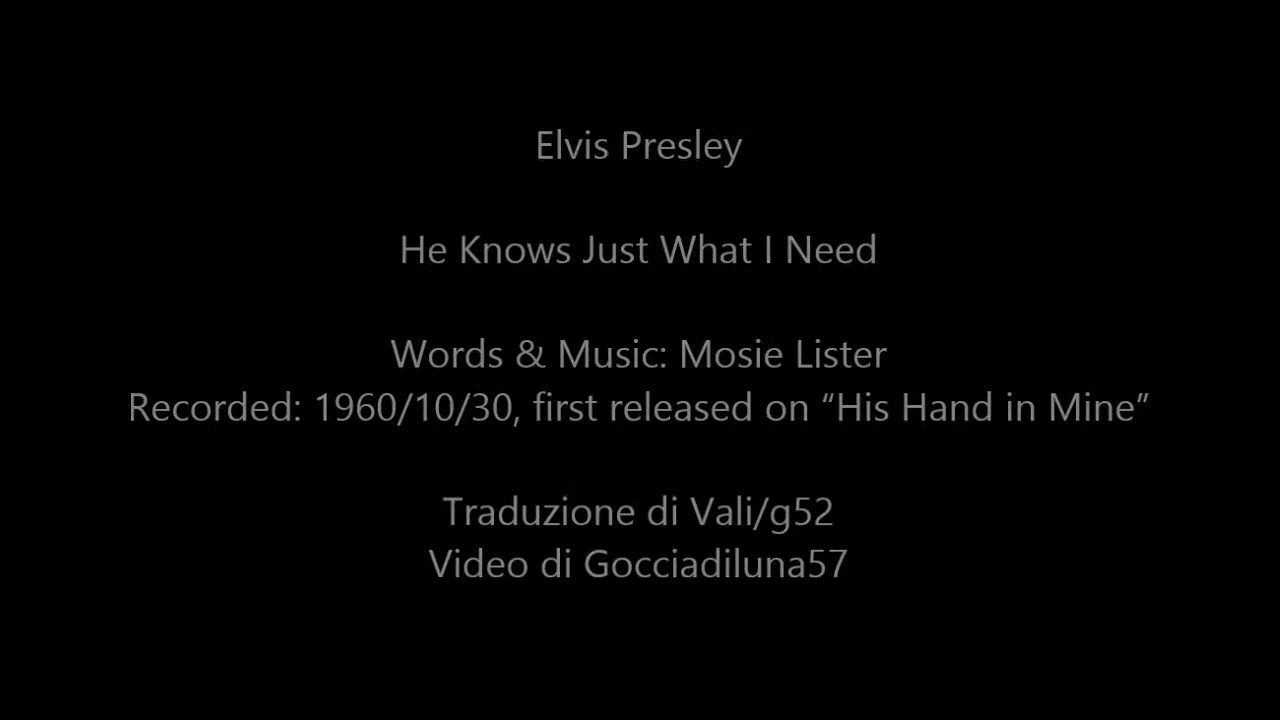 Elvis Presley
He Knows Just What I Need
Words & Music: Mosie Lister
Recorded: 1960/10/30, first released on “His Hand in Mine”
Traduzione di Vali/g52
Video di Gocciadiluna57